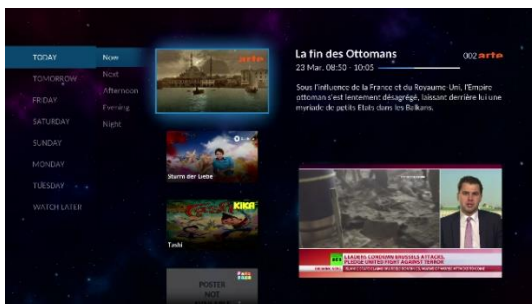 TODAY
TOMORROW
FRIDAY
SATURDAY
SUNDAY
MONDAY
TUESDAY
WATCH LATER
Now
Next
Afternoon
Evening
Night
arte
Sturm der Liebe
KiKA
Tashi
POSTER
NOT
La fin des Ottomans
002 arte
23 Mar. 08:50 - 10:05
Sous l'influence de la France et du Royaume-Uni, l'Empire
ottoman s'est lentement désagrégé, laissant derrière lui une
myriade de petits Etats dans les Balkans.
RT
LEADERS CONDEMN BRUSSELS ATTACKS,
PLEDGE UNITED FIGHT AGAINST TERROR